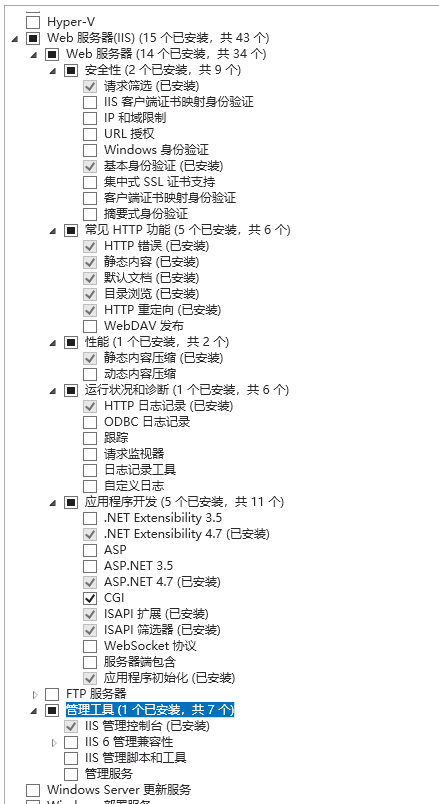 Hyper-V
Web 服务器(IIS) (15 个已安装，共 43 个)
Web 服务器 (14 个已安装，共 34 个)
安全性 (2 个已安装，共 9 个)
请求筛选 (已安装)
IIS 客户端证书映射身份验证
IP 和域限制
URL 授权
Windows 身份验证
基本身份验证 (已安装)
集中式 SSL 证书支持
客户端证书映射身份验证
摘要式身份验证
常见 HTTP 功能 (5 个已安装，共 6 个)
HTTP 错误 (已安装)
静态内容 (已安装)
默认文档 (已安装)
目录浏览 (已安装)
HTTP 重定向 (已安装)
WebDAV 发布
性能 (1 个已安装，共 2 个)
静态内容压缩 (已安装)
动态内容压缩
运行状况和诊断 (1 个已安装，共 6 个)
HTTP 日志记录 (已安装)
ODBC 日志记录
跟踪
请求监视器
日志记录工具
自定义日志
应用程序开发 (5 个已安装，共 11 个)
.NET Extensibility 3.5
.NET Extensibility 4.7 (已安装)
ASP
ASP.NET 3.5
ASP.NET 4.7 (已安装)
CGI
ISAPI 扩展 (已安装)
ISAPI 筛选器 (已安装)
WebSocket 协议
服务器端包含
应用程序初始化 (已安装)
FTP 服务器
管理工具 (1 个已安装，共 7 个)
IIS 管理控制台 (已安装)
IIS 6 管理兼容性
IIS 管理脚本和工具
管理服务
Windows Server 更新服务